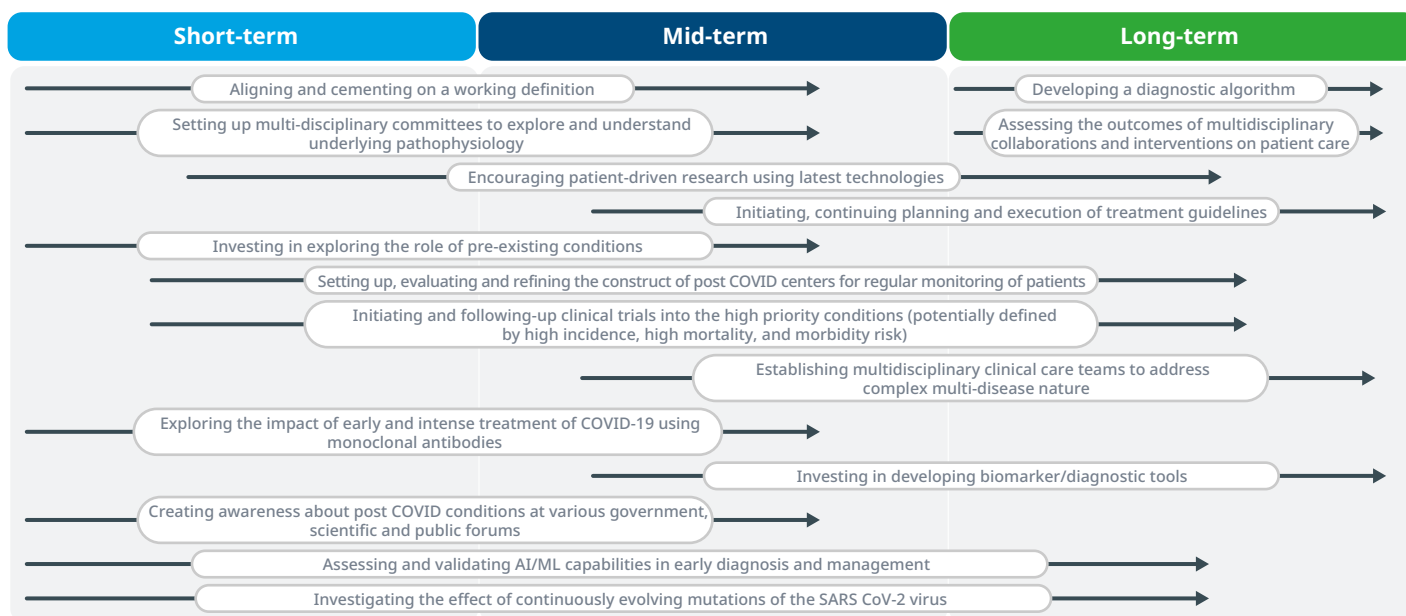 Short-term
Mid-term
Long-term
Aligning and cementing on a working definition
Developing a diagnostic algorithm
Setting up multi-disciplinary committees to explore and understand
underlying pathophysiology
Assessing the outcomes of multidisciplinary
collaborations and interventions on patient care
Encouraging patient-driven research using latest technologies
Initiating, continuing planning and execution of treatment guidelines
Investing in exploring the role of pre-existing conditions
Setting up, evaluating and refining the construct of post COVID centers for regular monitoring of patients
Initiating and following-up clinical trials into the high priority conditions (potentially defined
by high incidence, high mortality, and morbidity risk)
Establishing multidisciplinary clinical care teams to address
complex multi-disease nature
Exploring the impact of early and intense treatment of COVID-19 using
monoclonal antibodies
Investing in developing biomarker/diagnostic tools
Creating awareness about post COVID conditions at various government,
scientific and public forums
Assessing and validating AI/ML capabilities in early diagnosis and management
Investigating the effect of continuously evolving mutations of the SARS CoV-2 virus